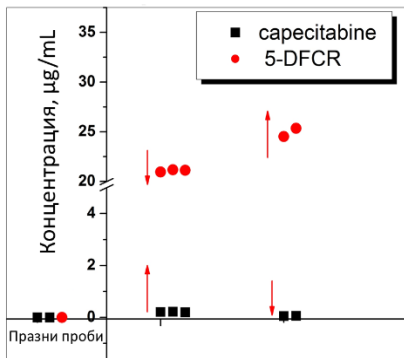 capecitabine
5-DFCR
Концентрация, µg/mL
35
30
25
20
4
2
0
Празни проби